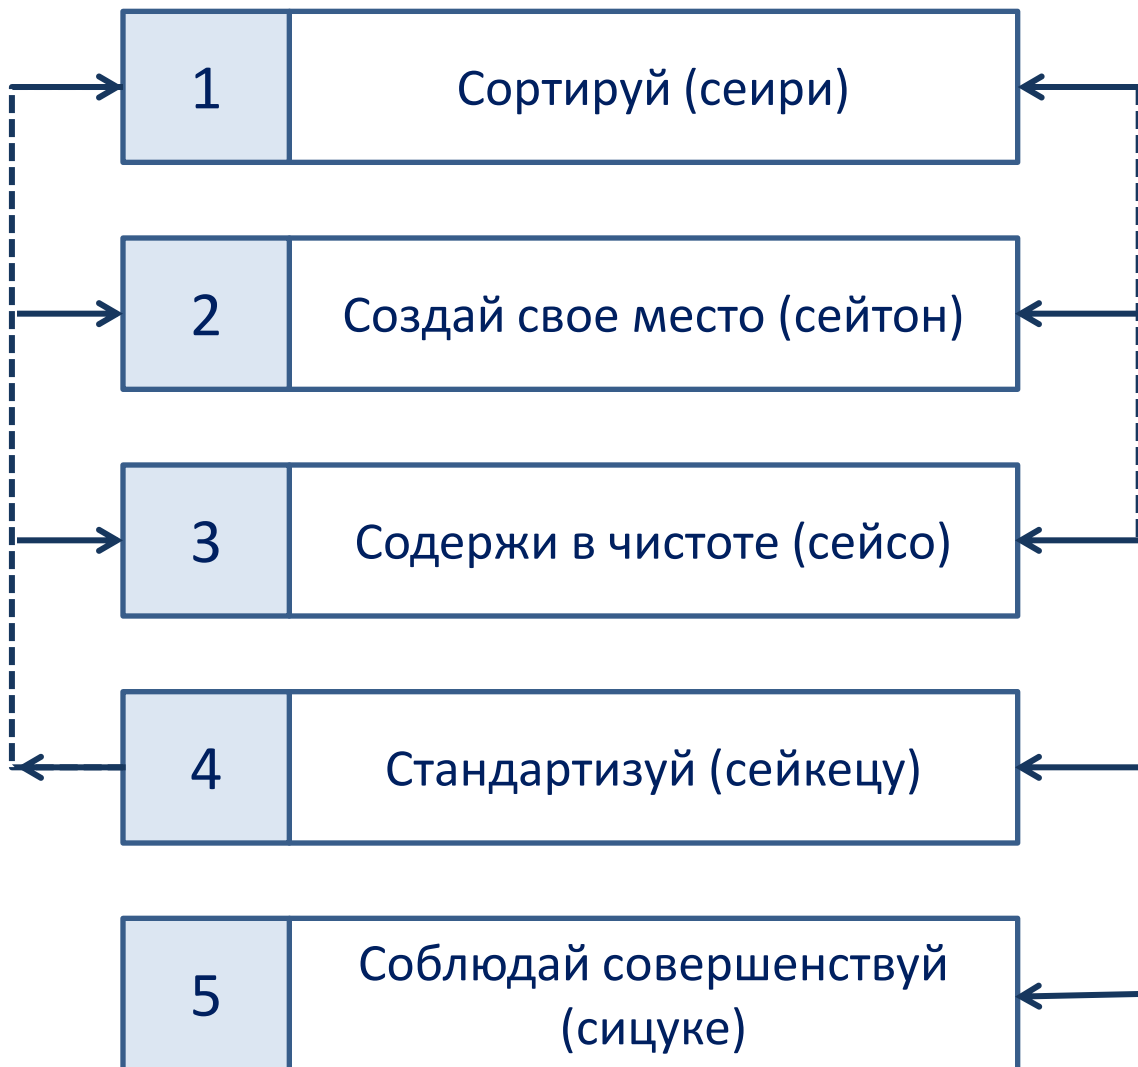 1 Сортируй (сеири)
2 Создай свое место (сейтон)
3 Содержи в чистоте (сейсо)
4 Стандартизуй (сейкецу)
5 Соблюдай совершенствуй
(сицуке)